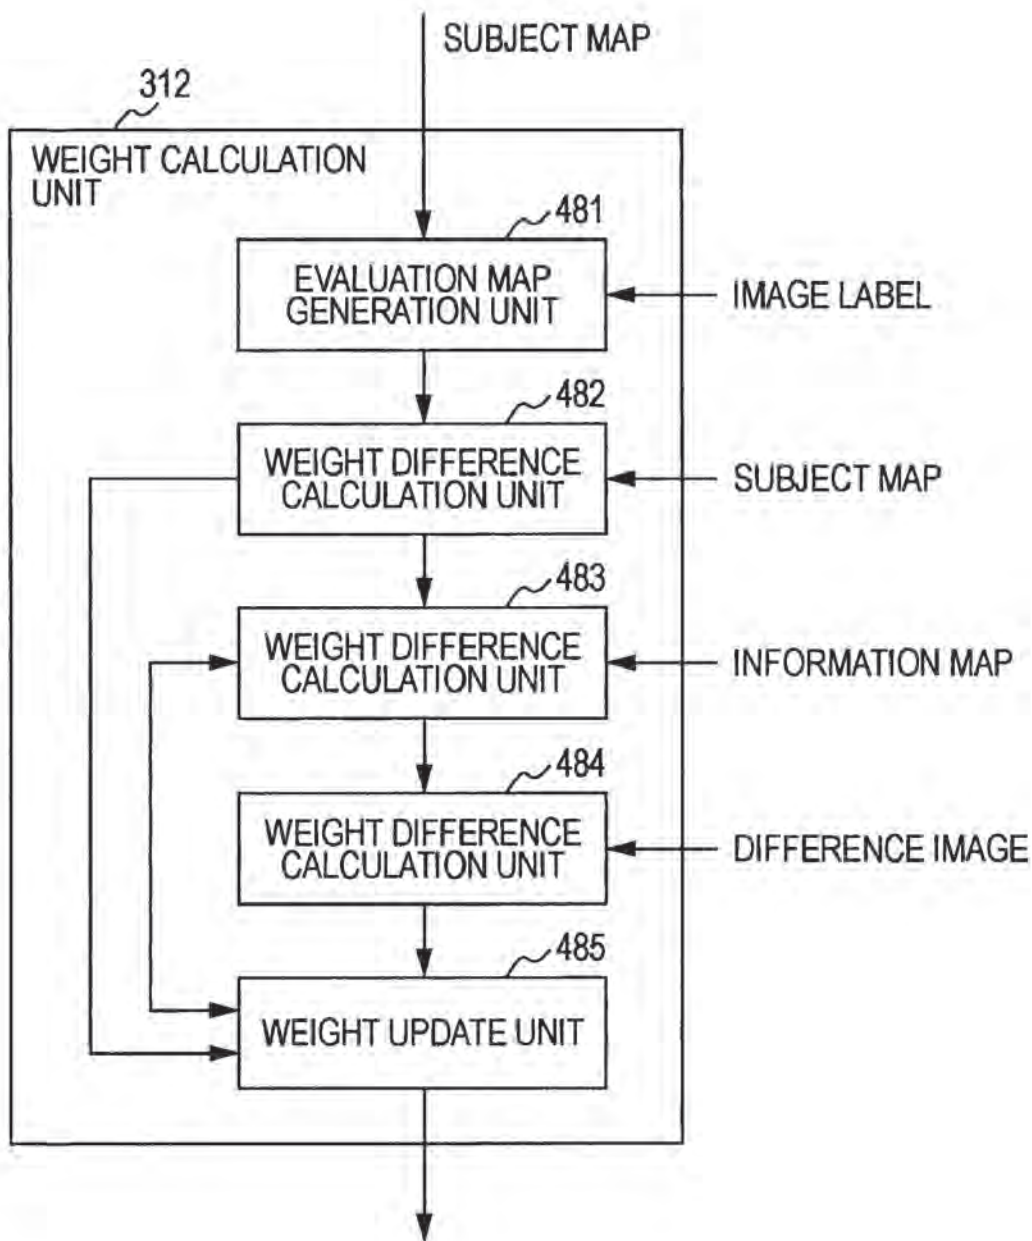 SUBJECT MAP
312
WEIGHT CALCULATION
UNIT
481
EVALUATION MAP
GENERATION UNIT
IMAGE LABEL
482
WEIGHT DIFFERENCE
CALCULATION UNIT
SUBJECT MAP
483
WEIGHT DIFFERENCE
CALCULATION UNIT
INFORMATION MAP
484
WEIGHT DIFFERENCE
CALCULATION UNIT
DIFFERENCE IMAGE
485
WEIGHT UPDATE UNIT